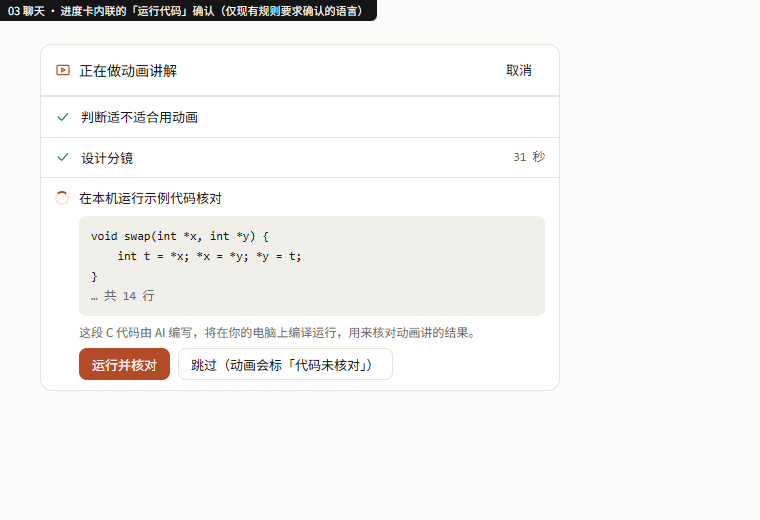 03 聊天 · 进度卡内联的「运行代码」确认（仅现有规则要求确认的语言）
正在做动画讲解 取消
判断适不适合用动画
设计分镜 31 秒
在本机运行示例代码核对
void swap(int *x, int *y) {
    int t = *x; *x = *y; *y = t;
}
… 共 14 行
这段 C 代码由 AI 编写，将在你的电脑上编译运行，用来核对动画讲的结果。
运行并核对 跳过（动画会标「代码未核对」）